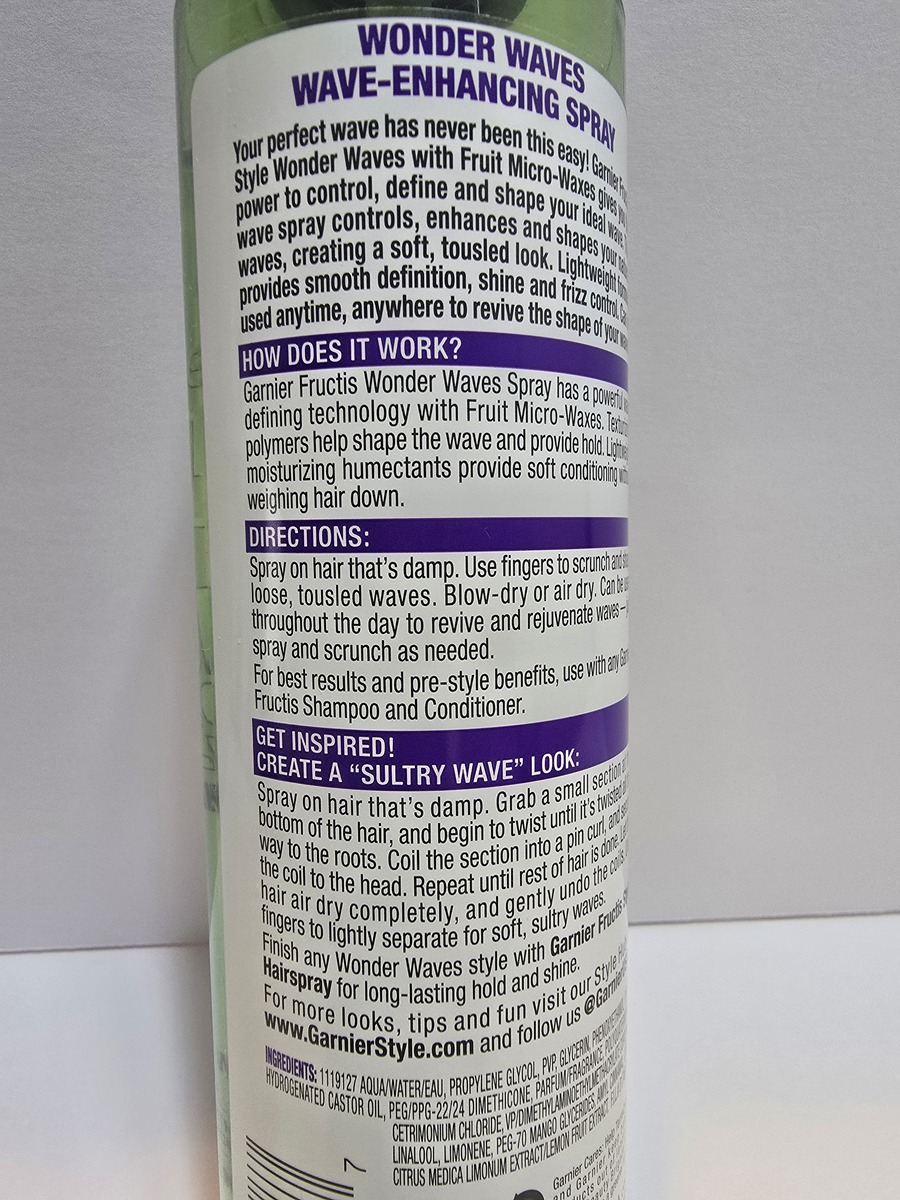 WONDER WAVES
WAVE-ENHANCING SPRAY
Your perfect wave has never been this easy! Garnier
Style Wonder Waves with Fruit Micro-Waxes gives you
power to control, define and shape your ideal wave.
wave spray controls, enhances and shapes your
waves, creating a soft, tousled look. Lightweight
provides smooth definition, shine and frizz control.
used anytime, anywhere to revive the shape of your
HOW DOES IT WORK?
Garnier Fructis Wonder Waves Spray has a powerful
defining technology with Fruit Micro-Waxes.
polymers help shape the wave and provide hold.
moisturizing humectants provide soft conditioning
weighing hair down.
DIRECTIONS:
Spray on hair that's damp. Use fingers to scrunch and
loose, tousled waves. Blow-dry or air dry. Can be
throughout the day to revive and rejuvenate waves—
spray and scrunch as needed.
For best results and pre-style benefits, use with any
Fructis Shampoo and Conditioner.
GET INSPIRED!
CREATE A “SULTRY WAVE” LOOK:
Spray on hair that's damp. Grab a small section
bottom of the hair, and begin to twist until it's twisted
way to the roots. Coil the section into a pin curl, and
the coil to the head. Repeat until rest of hair is done.
hair air dry completely, and gently undo the coils.
fingers to lightly separate for soft, sultry waves.
Finish any Wonder Waves style with Garnier Fructis
Hairspray for long-lasting hold and shine.
For more looks, tips and fun visit our Style
www.GarnierStyle.com and follow us
INGREDIENTS: 1119127 AQUA/WATER/EAU, PROPYLENE GLYCOL, PVP, GLYCERIN,
HYDROGENATED CASTOR OIL, PEG/PPG-22/24 DIMETHICONE, PARFUM/FRAGRANCE,
CETRIMONIUM CHLORIDE,
LINALOOL, LIMONENE, PEG-70 MANGO GLYCERIDES,
CITRUS MEDICA LIMONUM EXTRACT/LEMON FRUIT EXTRACT,
7
Garnier Cares.